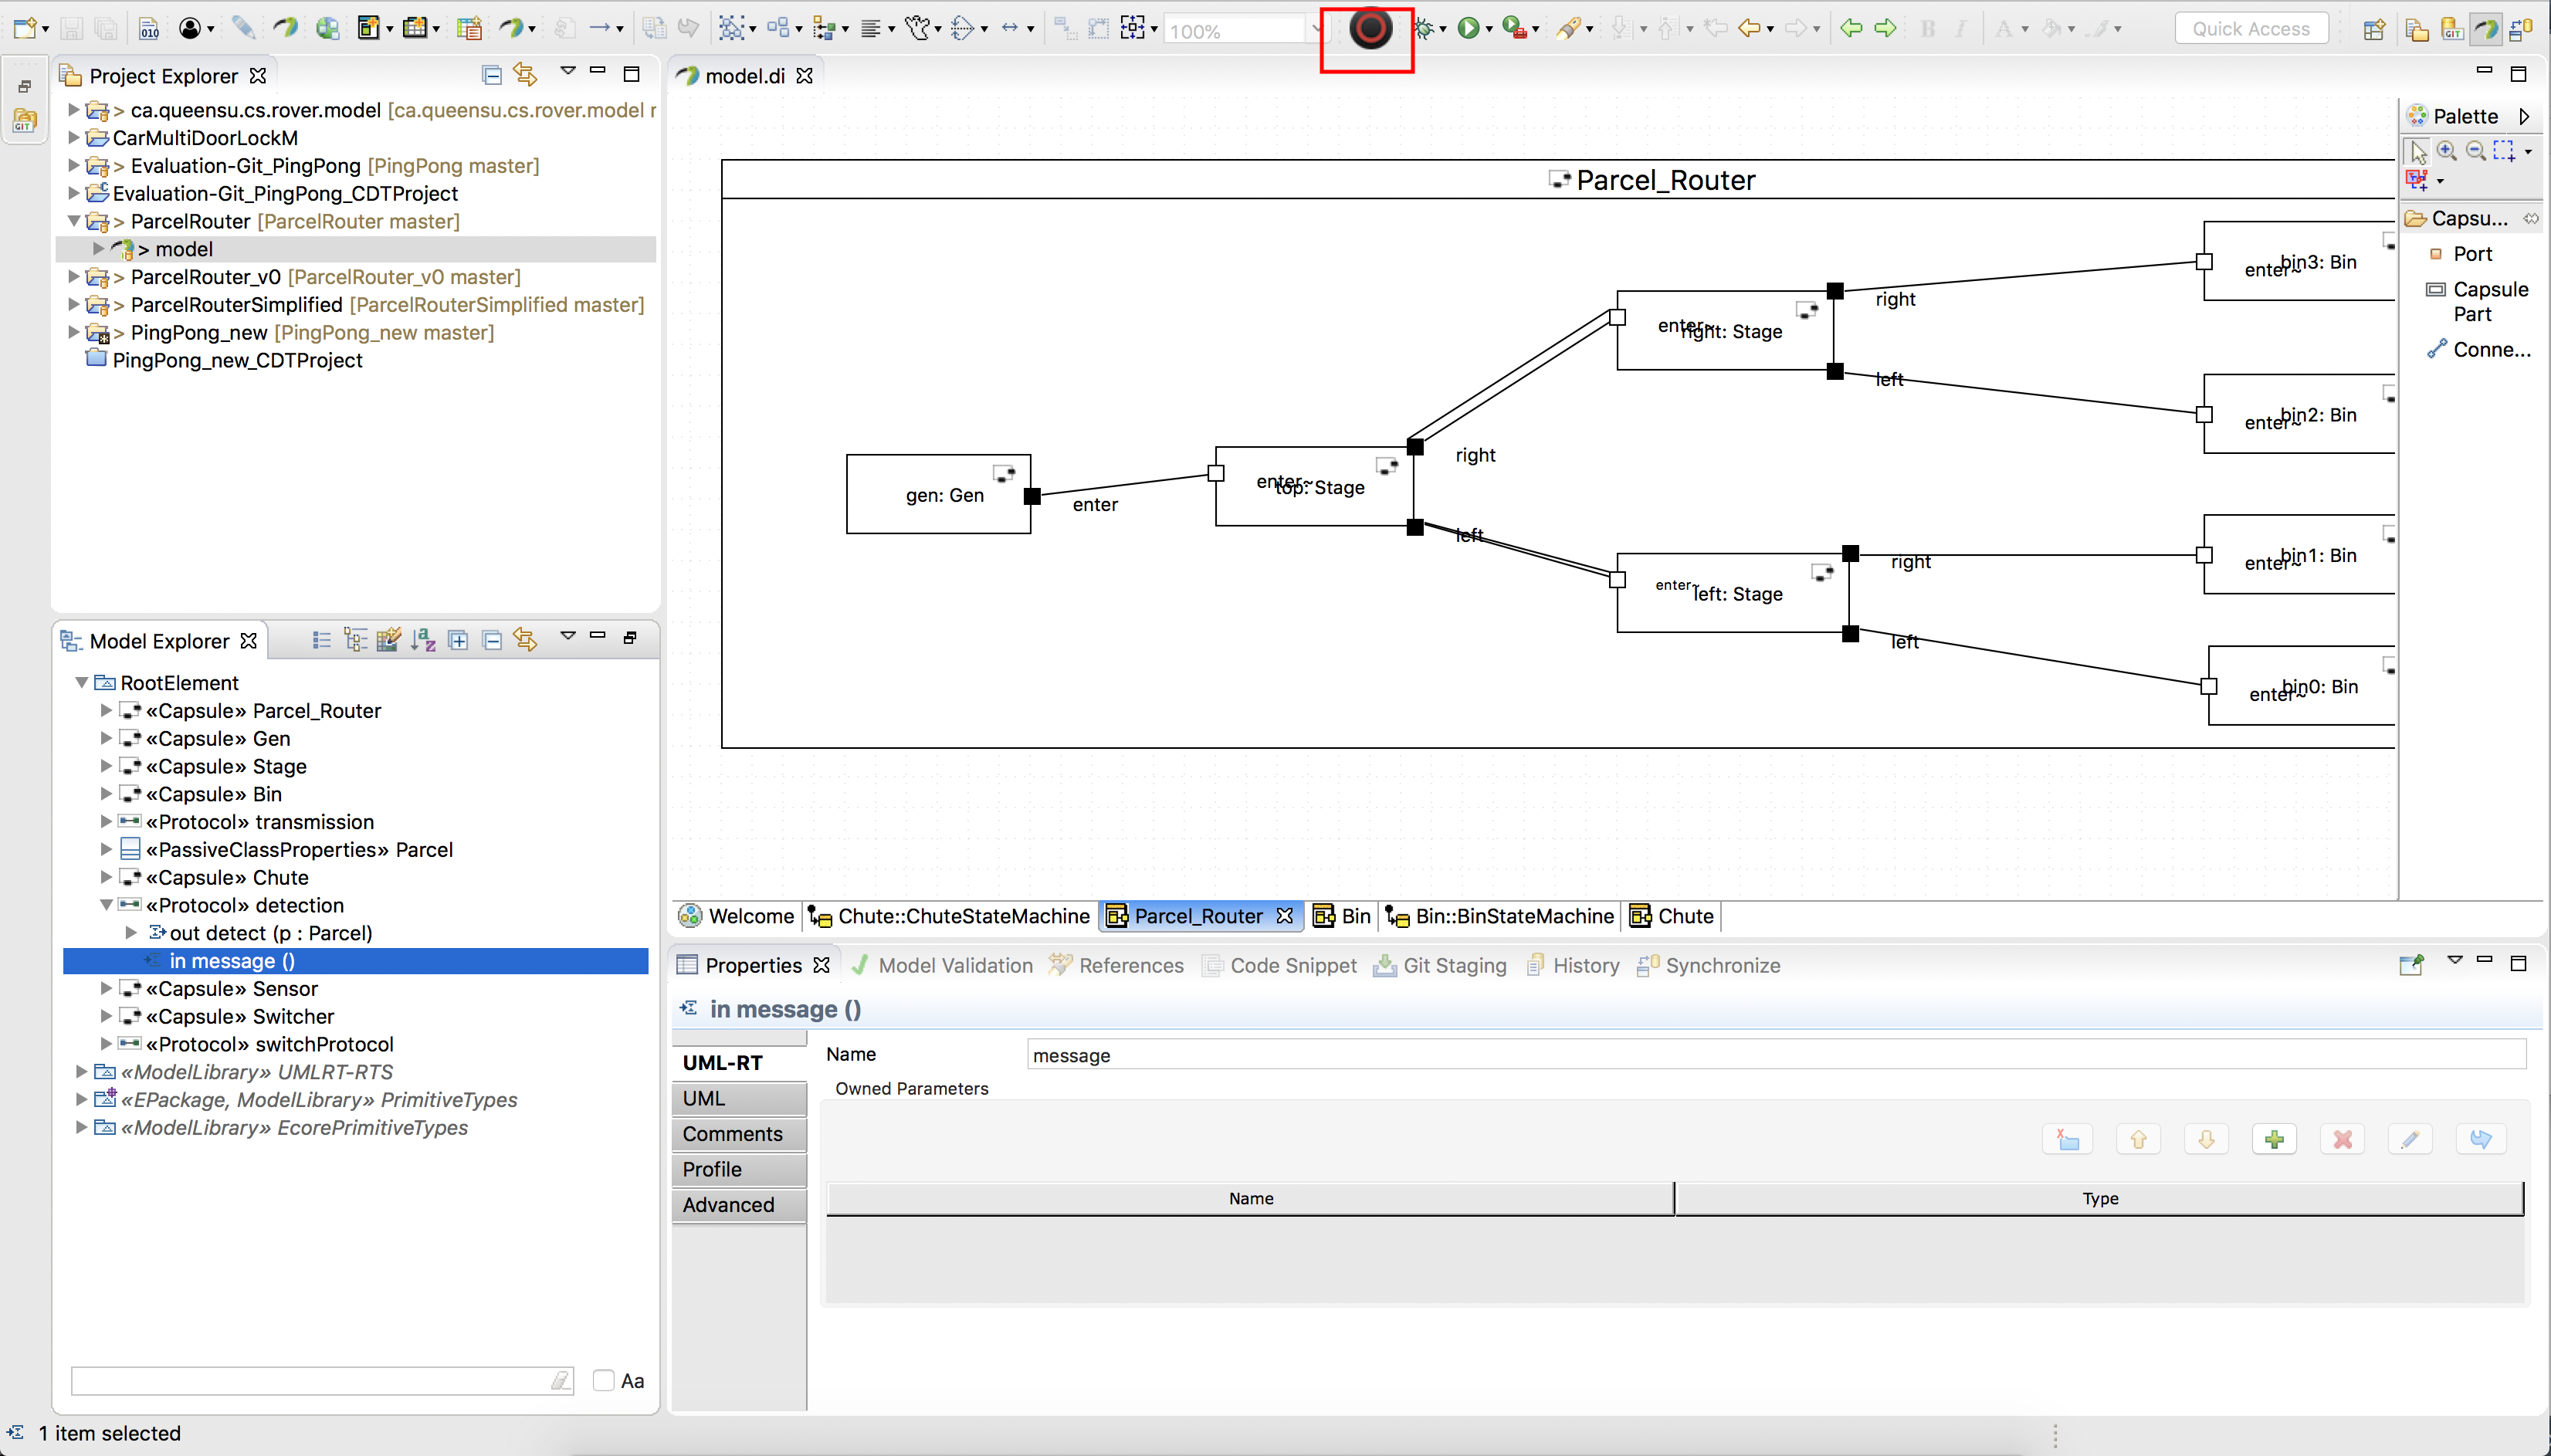 100%
Quick Access
Project Explorer
> ca.queensu.cs.rover.model [ca.queensu.cs.rover.model r
CarMultiDoorLockM
> Evaluation-Git_PingPong [PingPong master]
Evaluation-Git_PingPong_CDTProject
> ParcelRouter [ParcelRouter master]
> model
> ParcelRouter_v0 [ParcelRouter_v0 master]
> ParcelRouterSimplified [ParcelRouterSimplified master]
> PingPong_new [PingPong_new master]
PingPong_new_CDTProject
Model Explorer
RootElement
«Capsule» Parcel_Router
«Capsule» Gen
«Capsule» Stage
«Capsule» Bin
«Protocol» transmission
«PassiveClassProperties» Parcel
«Capsule» Chute
«Protocol» detection
out detect (p : Parcel)
in message ()
«Capsule» Sensor
«Capsule» Switcher
«Protocol» switchProtocol
«ModelLibrary» UMLRT-RTS
«EPackage, ModelLibrary» PrimitiveTypes
«ModelLibrary» EcorePrimitiveTypes
Aa
1 item selected
model.di
Parcel_Router
gen: Gen
enter
enter~
top: Stage
right
left
enter~
right: Stage
right
left
enter~
left: Stage
right
left
enter~
bin3: Bin
enter~
bin2: Bin
enter~
bin1: Bin
enter~
bin0: Bin
Palette
Capsu...
Port
Capsule
Part
Conne...
Welcome
Chute::ChuteStateMachine
Parcel_Router
Bin
Bin::BinStateMachine
Chute
Properties
Model Validation
References
Code Snippet
Git Staging
History
Synchronize
in message ()
UML-RT
UML
Comments
Profile
Advanced
Name
message
Owned Parameters
Name
Type